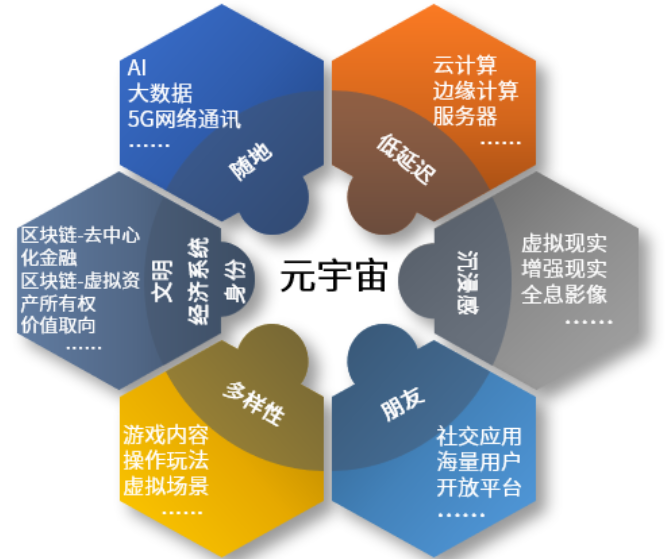 AI
大数据
5G网络通讯
......
随地
云计算
边缘计算
服务器
......
低延迟
区块链-去中心
化金融
区块链-虚拟资
产所有权
价值取向
......
文明
经济系统
身份
元宇宙
沉浸感
虚拟现实
增强现实
全息影像
......
多样性
游戏内容
操作玩法
虚拟场景
......
朋友
社交应用
海量用户
开放平台
......